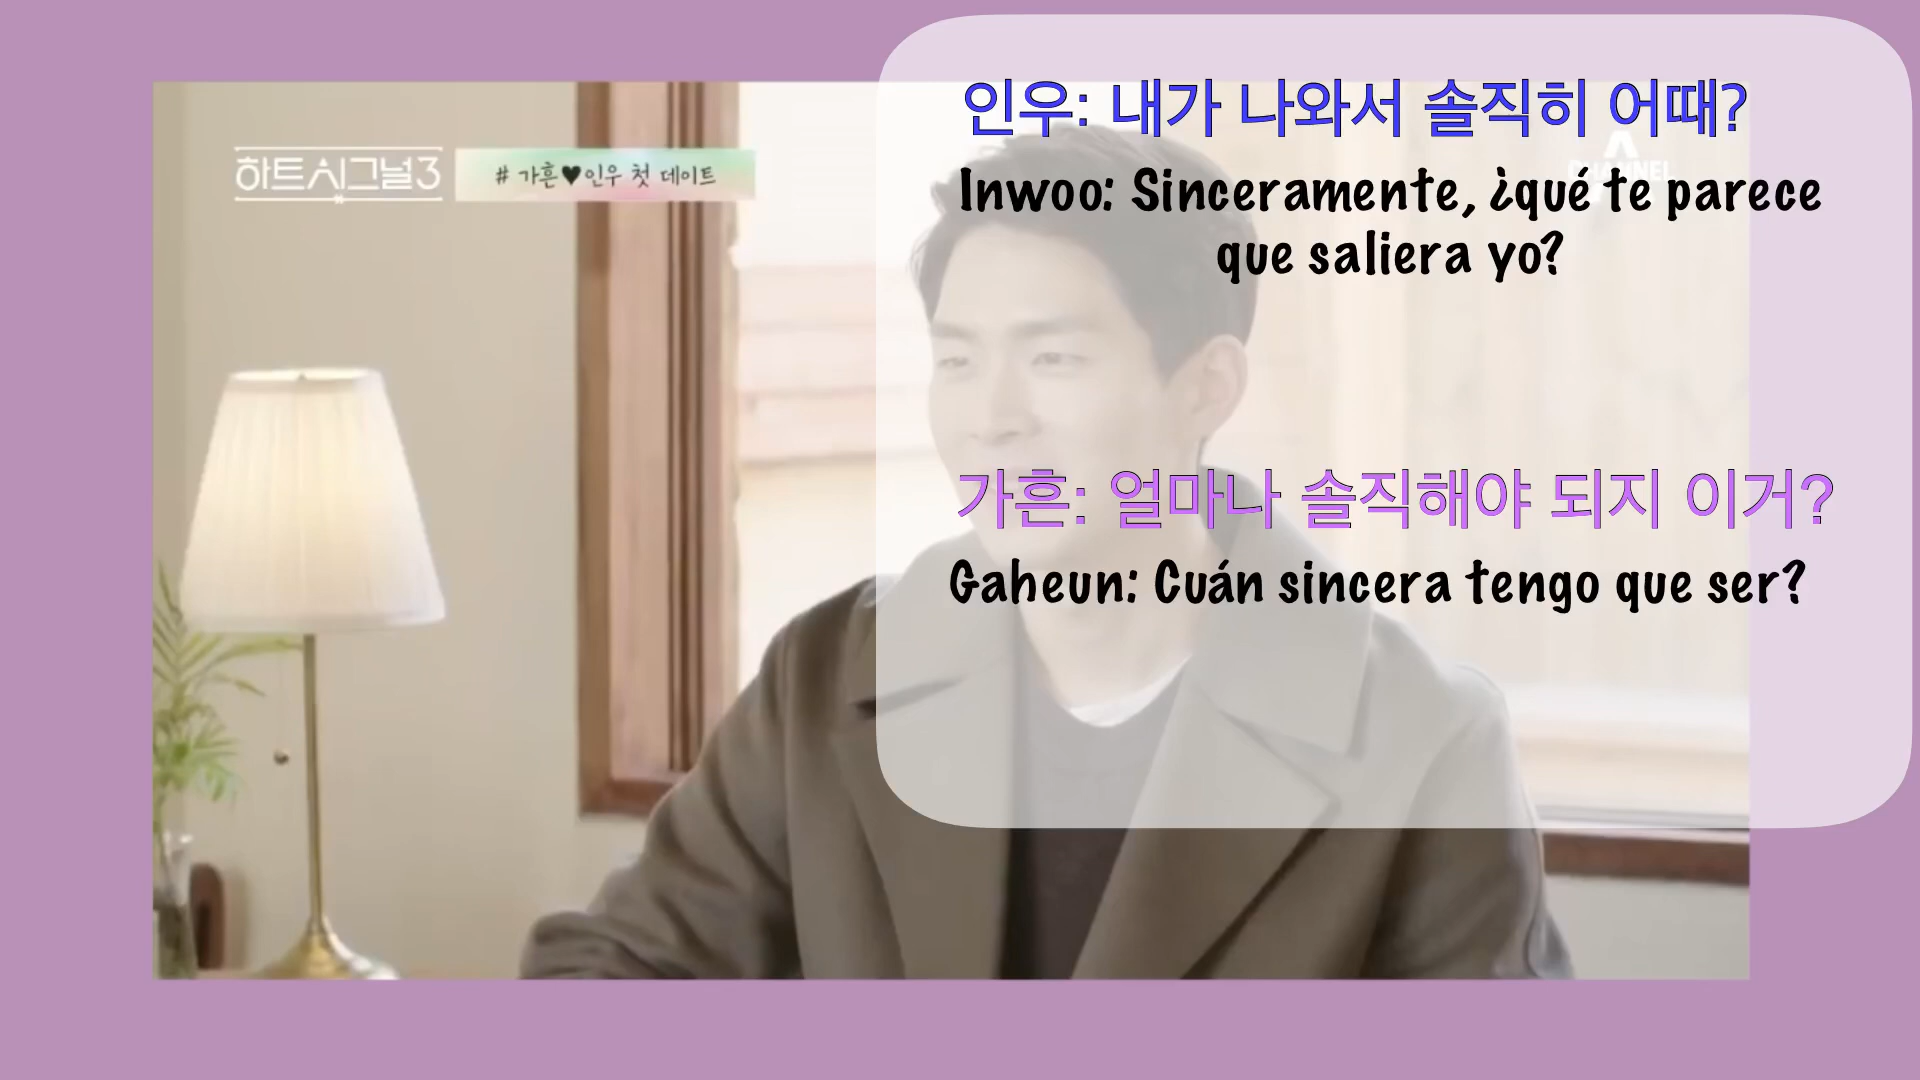 하트시그널3
# 가흔♥인우 첫 데이트
인우: 내가 나와서 솔직히 어때?
CHANNEL
Inwoo: Sinceramente, ¿qué te parece
que saliera yo?
가흔: 얼마나 솔직해야 되지 이거?
Gaheun: Cuán sincera tengo que ser?